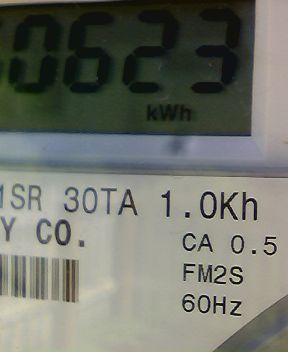 0623
kWh
1SR 30TA 1.0Kh
Y CO.
CA 0.5
FM2S
60Hz